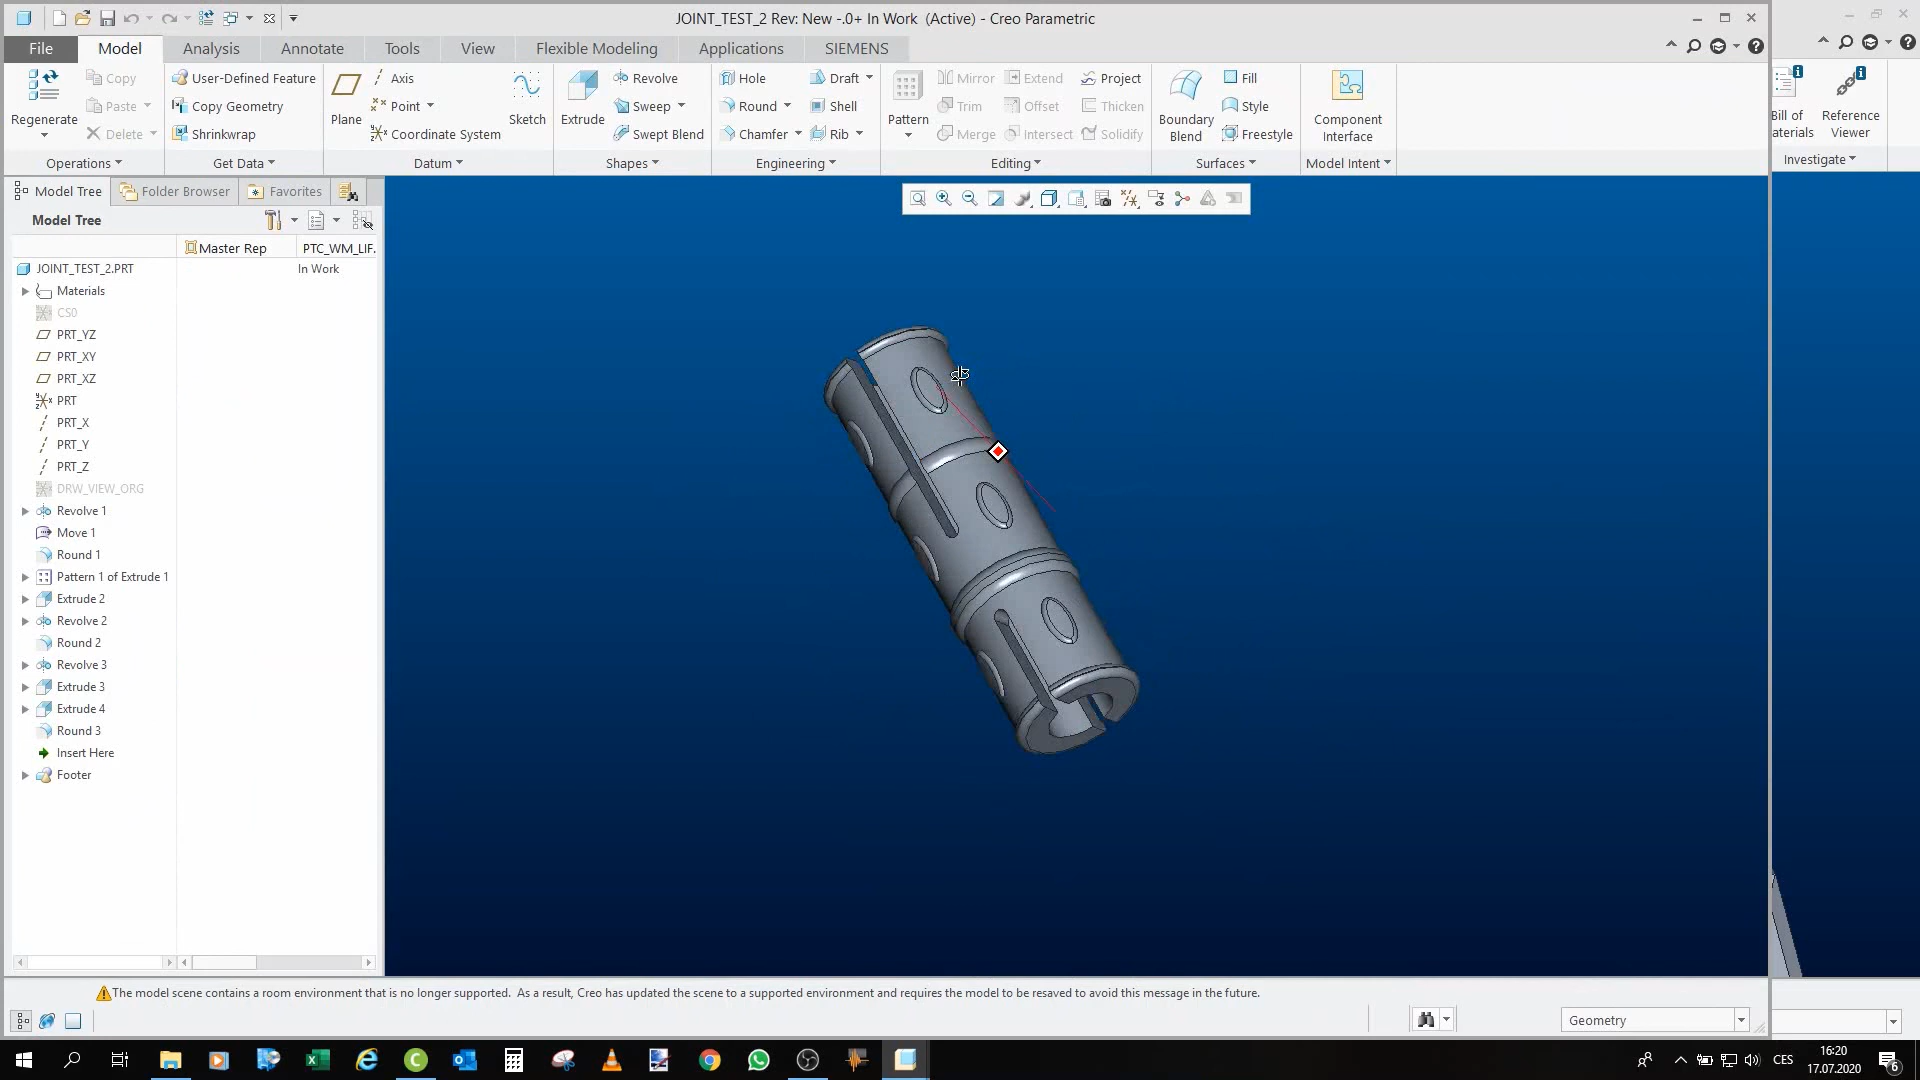 JOINT_TEST_2 Rev: New -.0+ In Work (Active) - Creo Parametric
File Model Analysis Annotate Tools View Flexible Modeling Applications SIEMENS
Regenerate
Copy
Paste
Delete
Operations
User-Defined Feature
Copy Geometry
Shrinkwrap
Get Data
Plane
Axis
Point
Coordinate System
Sketch
Datum
Extrude
Revolve
Sweep
Swept Blend
Shapes
Hole
Round
Chamfer
Draft
Shell
Rib
Engineering
Pattern
Mirror
Trim
Merge
Extend
Offset
Intersect
Project
Thicken
Solidify
Editing
Boundary
Blend
Fill
Style
Freestyle
Surfaces
Component
Interface
Model Intent
Bill of
aterials
Reference
Viewer
Investigate
Model Tree Folder Browser Favorites
Model Tree
Master Rep PTC_WM_LIF.
JOINT_TEST_2.PRT In Work
Materials
CS0
PRT_YZ
PRT_XY
PRT_XZ
PRT
PRT_X
PRT_Y
PRT_Z
DRW_VIEW_ORG
Revolve 1
Move 1
Round 1
Pattern 1 of Extrude 1
Extrude 2
Revolve 2
Round 2
Revolve 3
Extrude 3
Extrude 4
Round 3
Insert Here
Footer
The model scene contains a room environment that is no longer supported. As a result, Creo has updated the scene to a supported environment and requires the model to be resaved to avoid this message in the future.
Geometry
CES
16:20
17.07.2020
6